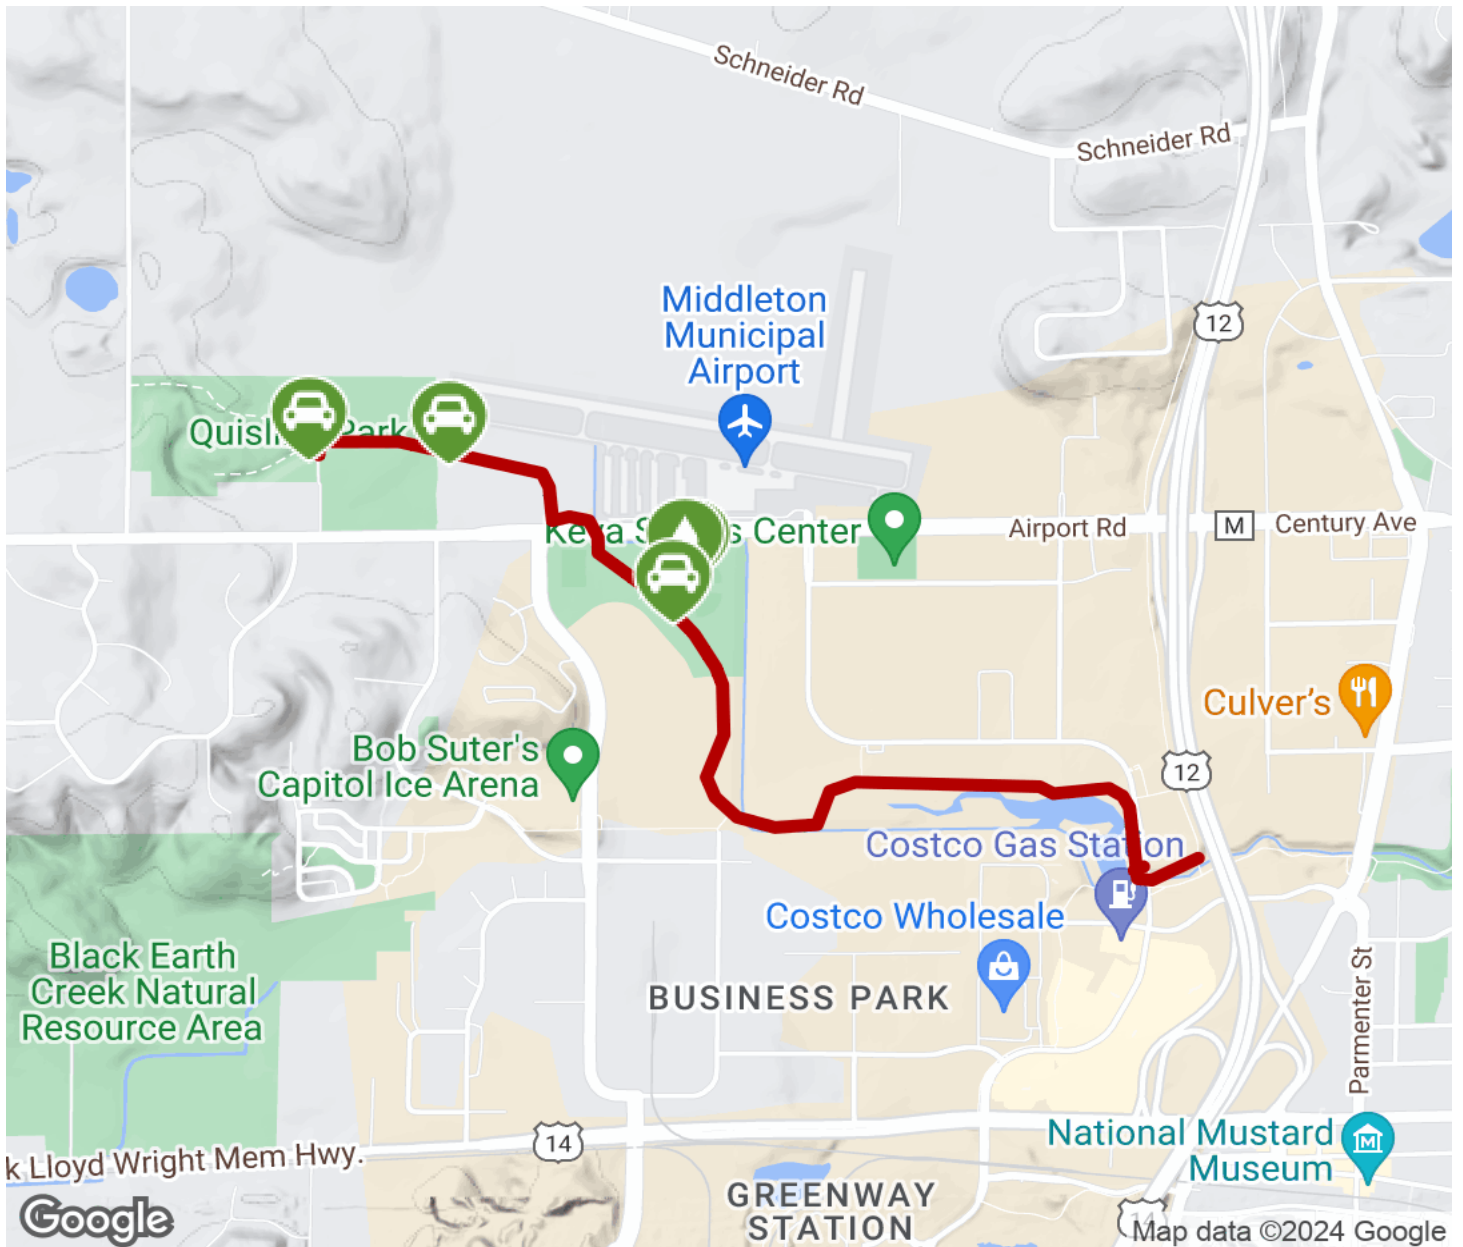 Schneider Rd
Schneider Rd
12
Middleton
Municipal
Airport
Park
Center
Airport Rd
M
Century Ave
Culver's
12
Bob Suter's
Capitol Ice Arena
Costco Gas Station
Costco Wholesale
Black Earth
Creek Natural
Resource Area
BUSINESS PARK
Parmenter St
14
k Lloyd Wright Mem Hwy.
National Mustard
Museum
M
GREENWAY
STATION
14
Google
Map data ©2024 Google